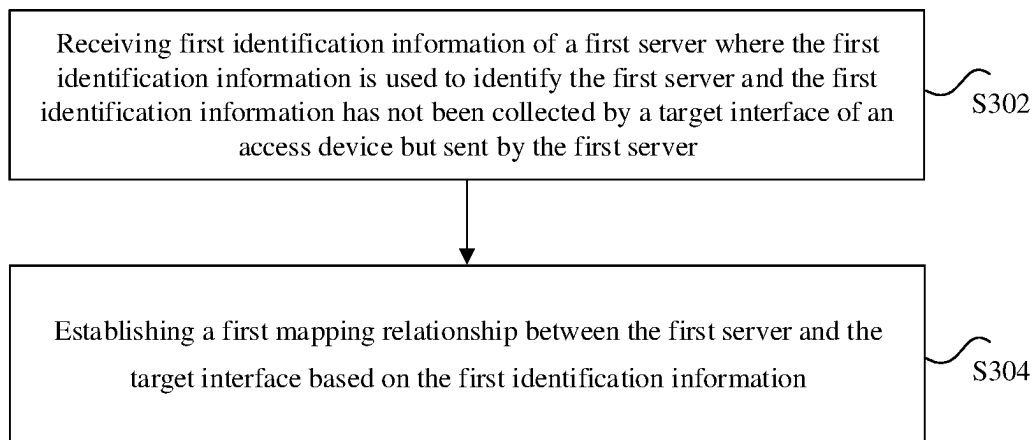 Receiving first identification information of a first server where the first
identification information is used to identify the first server and the first
identification information has not been collected by a target interface of an
access device but sent by the first server
S302
Establishing a first mapping relationship between the first server and the
target interface based on the first identification information
S304